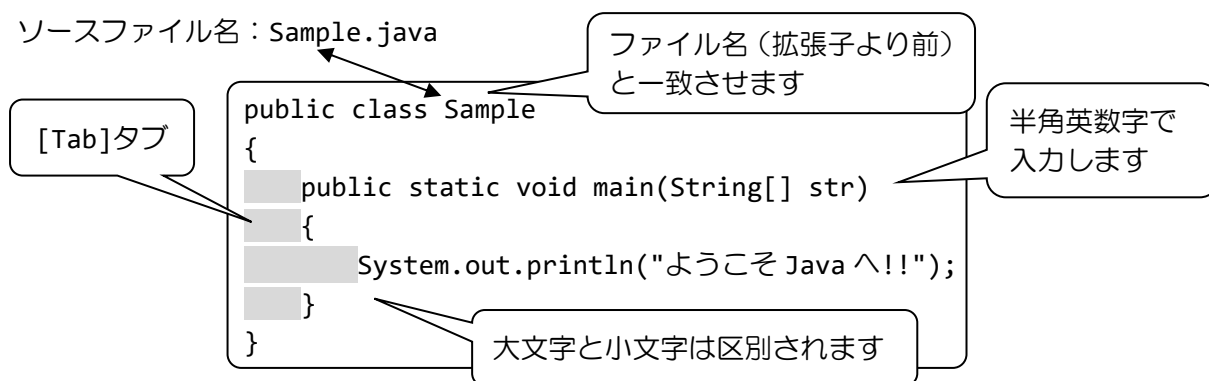 ソースファイル名：Sample.java
ファイル名（拡張子より前）
と一致させます
public class Sample
[Tab]タブ
半角英数字で
入力します
{
public static void main(String[] str)
{
System.out.println("ようこそ Java へ!!");
}
}
大文字と小文字は区別されます